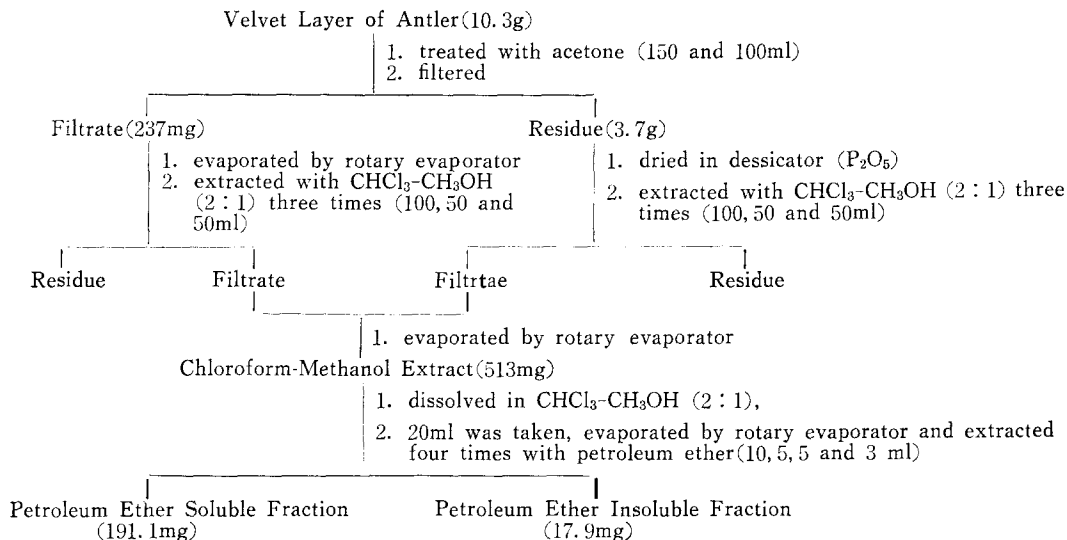 Velvet Layer of Antler(10.3g)
1. treated with acetone (150 and 100ml)
2. filtered
Filtrate(237mg)
1. evaporated by rotary evaporator
2. extracted with CHCl₃-CH₃OH
(2 : 1) three times (100, 50 and
50ml)
Residue(3.7g)
1. dried in dessicator (P₂O₅)
2. extracted with CHCl₃-CH₃OH (2 : 1) three
times (100, 50 and 50ml)
Residue
Filtrate
Filtrtae
Residue
1. evaporated by rotary evaporator
Chloroform-Methanol Extract(513mg)
1. dissolved in CHCl₃-CH₃OH (2 : 1),
2. 20ml was taken, evaporated by rotary evaporator and extracted
four times with petroleum ether(10, 5, 5 and 3 ml)
Petroleum Ether Soluble Fraction
(191.1mg)
Petroleum Ether Insoluble Fraction
(17.9mg)